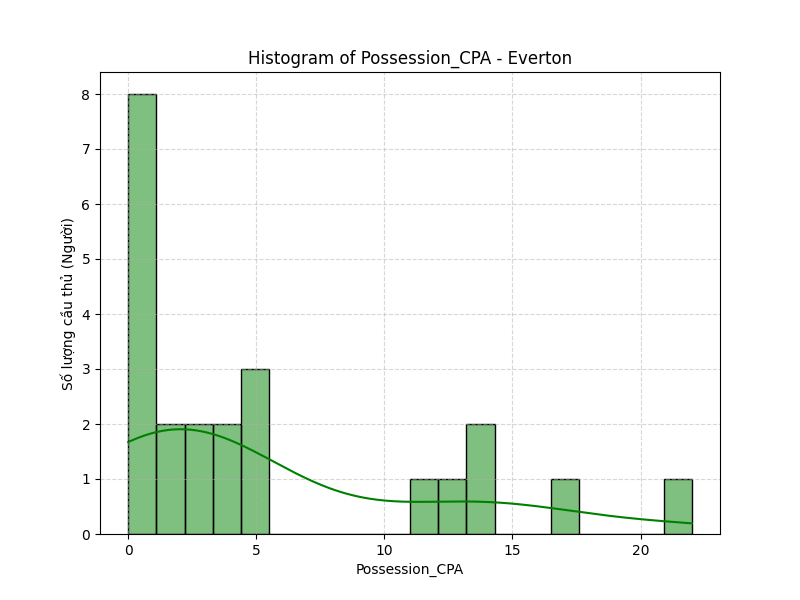 Histogram of Possession_CPA - Everton
8
7
6
5
4
3
2
1
0
Số lượng cầu thủ (Người)
0 5 10 15 20
Possession_CPA